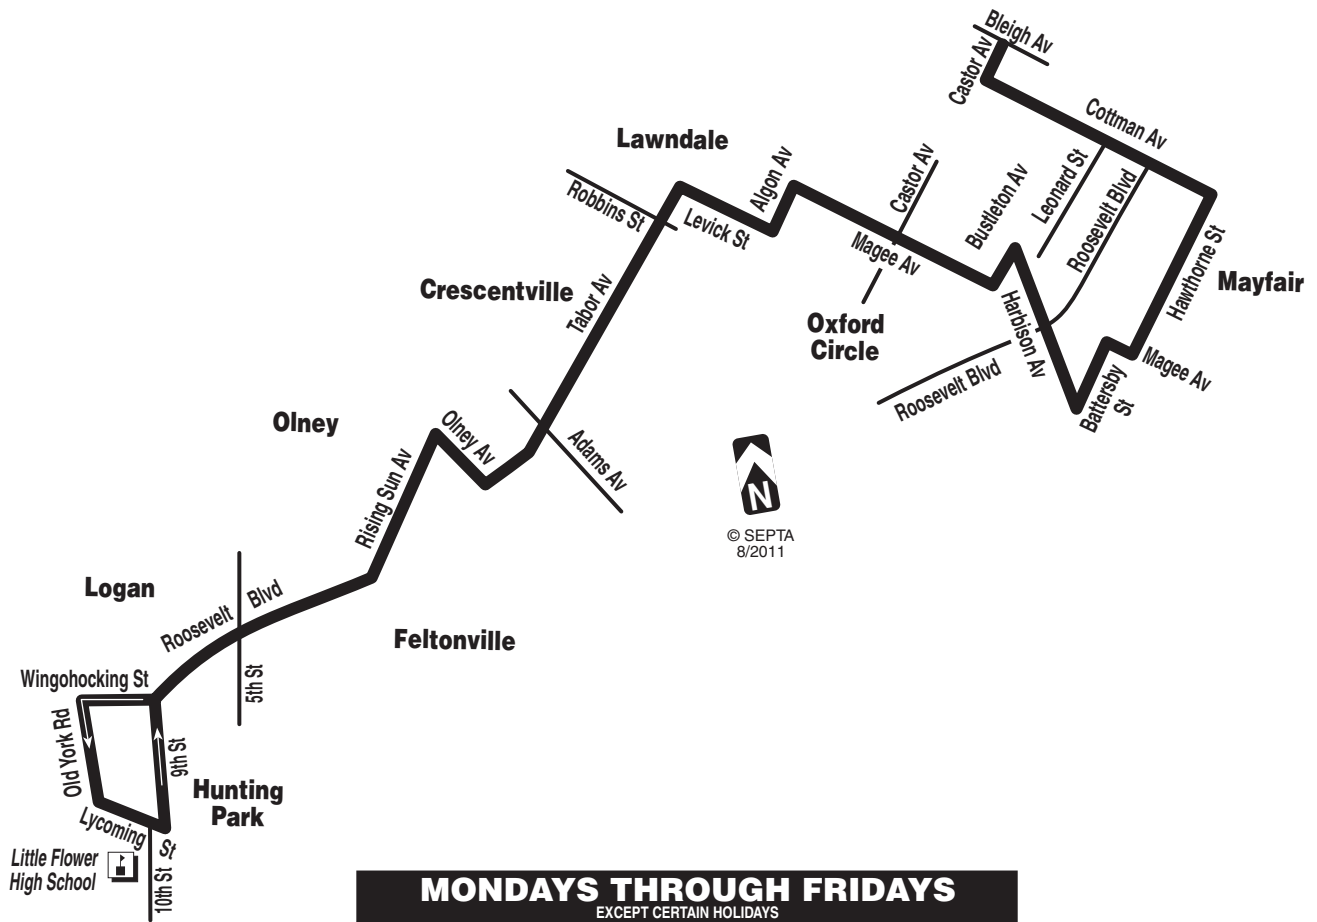 Bleigh Av
Castor Av
Cottman Av
Lawndale
Algon Av
Castor Av
Leonard St
Bustleton Av
Roosevelt Blvd
Robbins St
Levick St
Magee Av
Hawthorne St
Mayfair
Crescentville
Tabor Av
Harbison Av
Oxford
Circle
Magee Av
Roosevelt Blvd
Battersby
St
Olney
Olney Av
Adams Av
Rising Sun Av
N
© SEPTA
8/2011
Logan
Roosevelt Blvd
Feltonville
Wingohocking St
5th St
Old York Rd
9th St
Hunting
Park
Lycoming St
Little Flower
High School
10th St
MONDAYS THROUGH FRIDAYS
EXCEPT CERTAIN HOLIDAYS